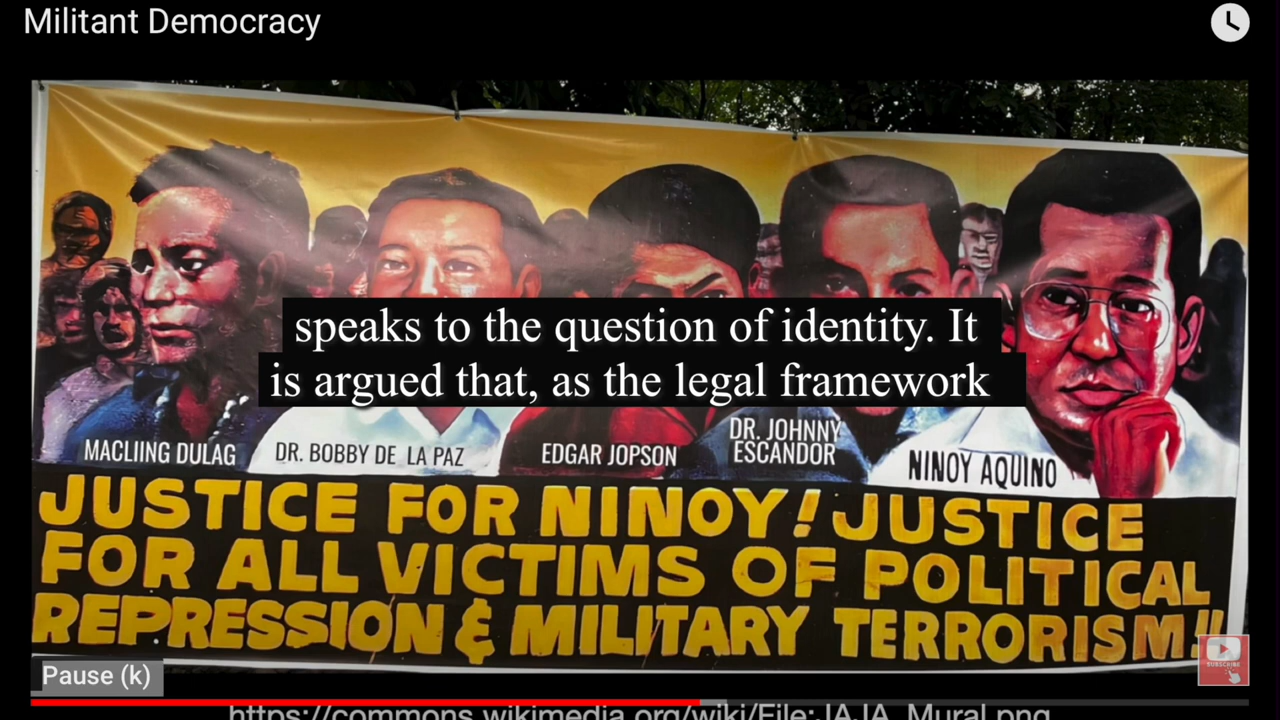 Militant Democracy
speaks to the question of identity. It
is argued that, as the legal framework
MACLIING DULAG
DR. BOBBY DE LA PAZ
EDGAR JOPSON
DR. JOHNNY
ESCANDOR
NINOY AQUINO
JUSTICE FOR NINOY! JUSTICE
FOR ALL VICTIMS OF POLITICAL
REPRESSION & MILITARY TERRORISM!!
SUBSCRIBE
Pause (k)
https://commons.wikimedia.org/wiki/File:JAJA_Mural.png